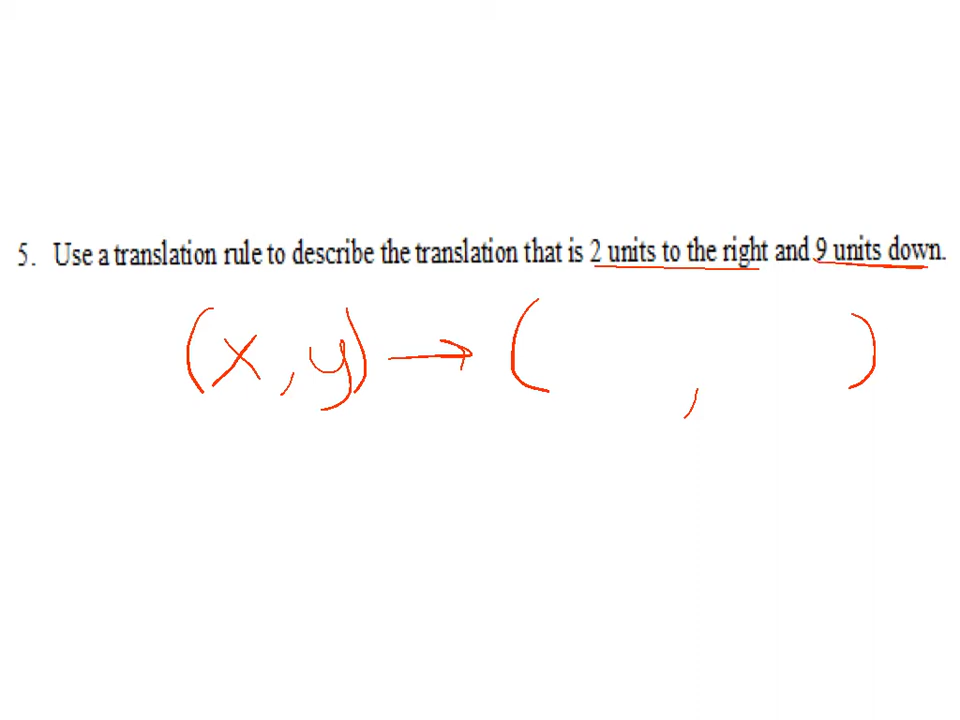 5. Use a translation rule to describe the translation that is 2 units to the right and 9 units down.
(x, y) → ( , )